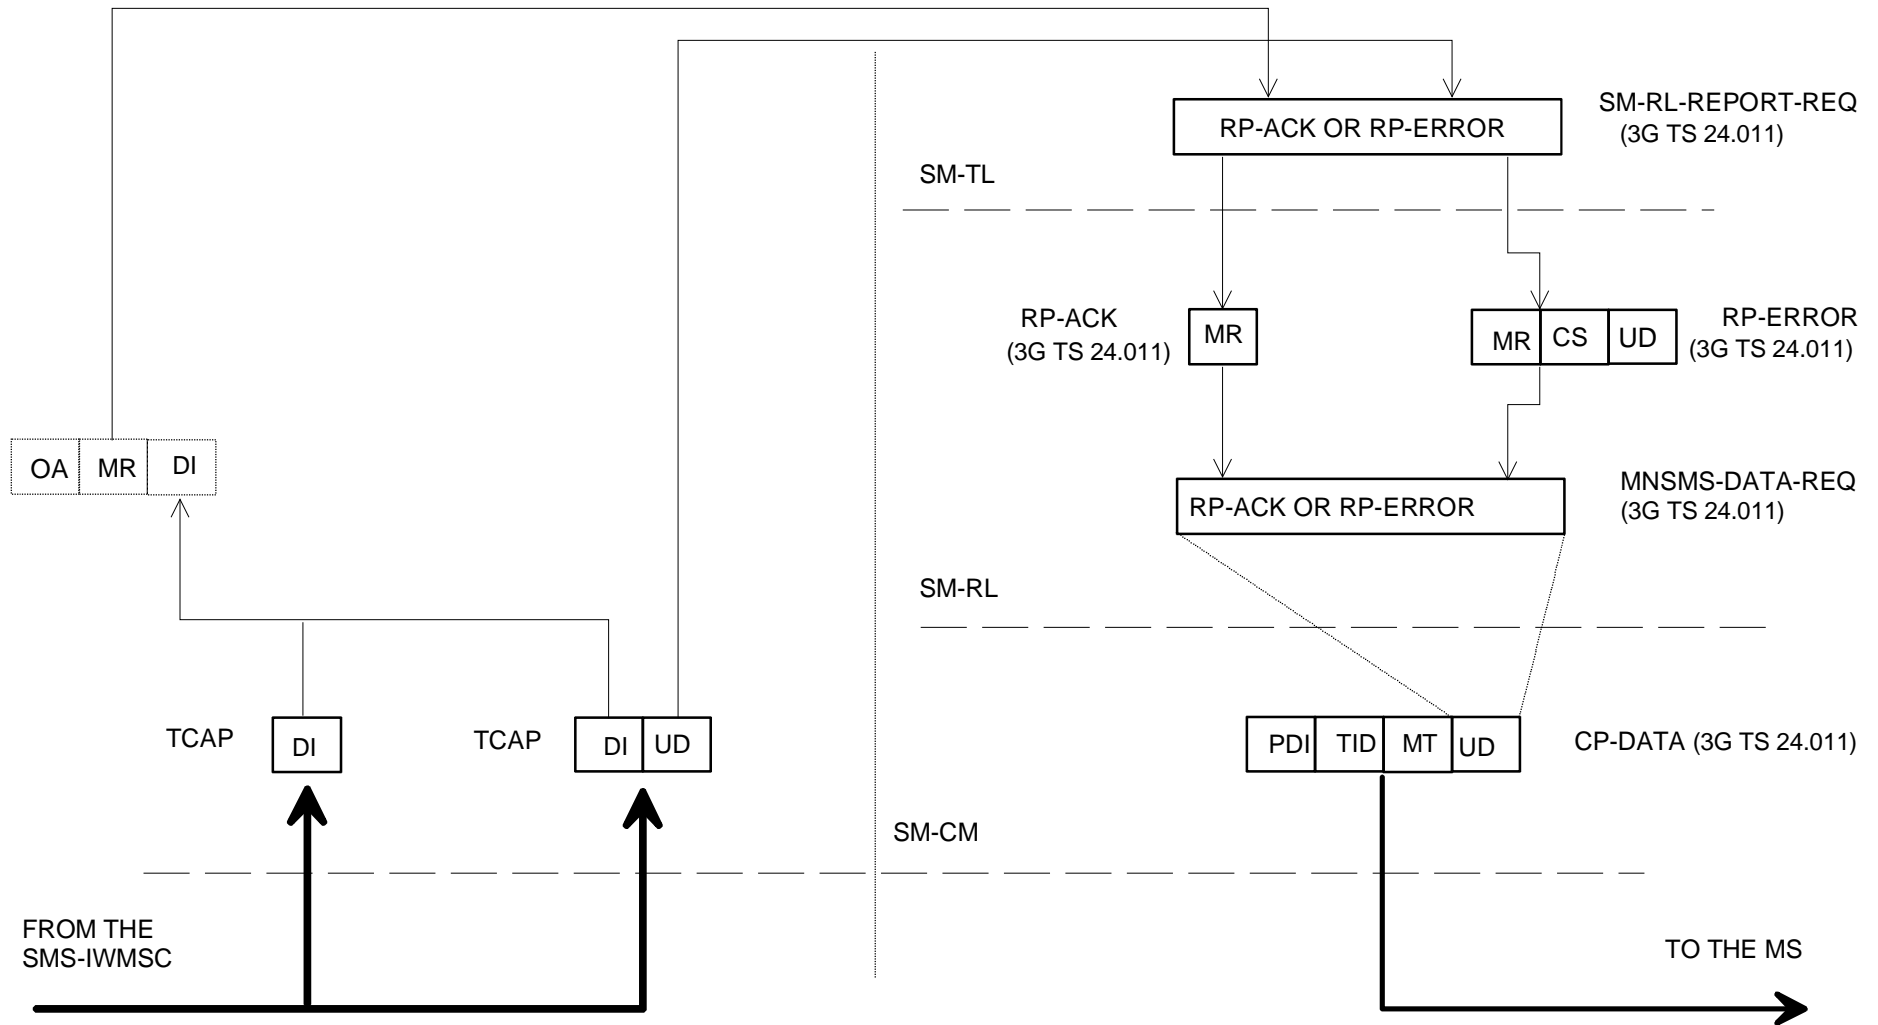 RP-ACK OR RP-ERROR
SM-RL-REPORT-REQ
(3G TS 24.011)
SM-TL
RP-ACK
(3G TS 24.011)
MR
MR CS UD
RP-ERROR
(3G TS 24.011)
OA MR DI
RP-ACK OR RP-ERROR
MNSMS-DATA-REQ
(3G TS 24.011)
SM-RL
TCAP DI
TCAP DI UD
PDI TID MT UD
CP-DATA (3G TS 24.011)
SM-CM
FROM THE
SMS-IWMSC
TO THE MS